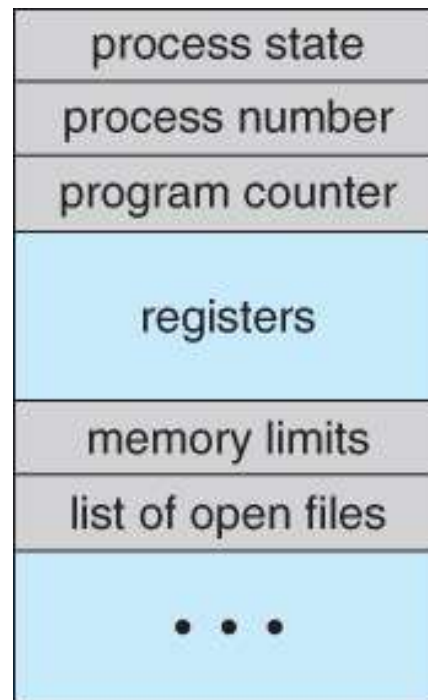 process state
process number
program counter
registers
memory limits
list of open files
• • •